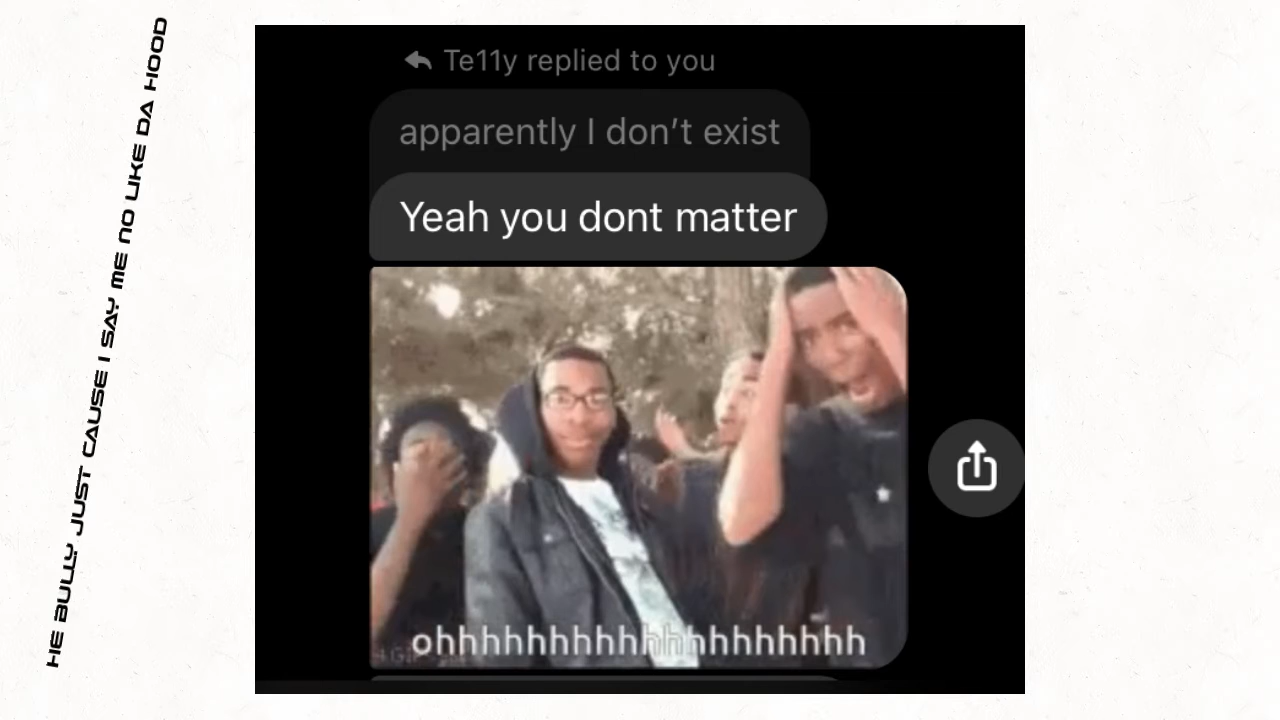 HE BULLY JUST CAUSE I SAY ME NO LIKE DA HOOD
Te11y replied to you
apparently I don’t exist
Yeah you dont matter
ohhhhhhhhhhhhhhhhhhhh